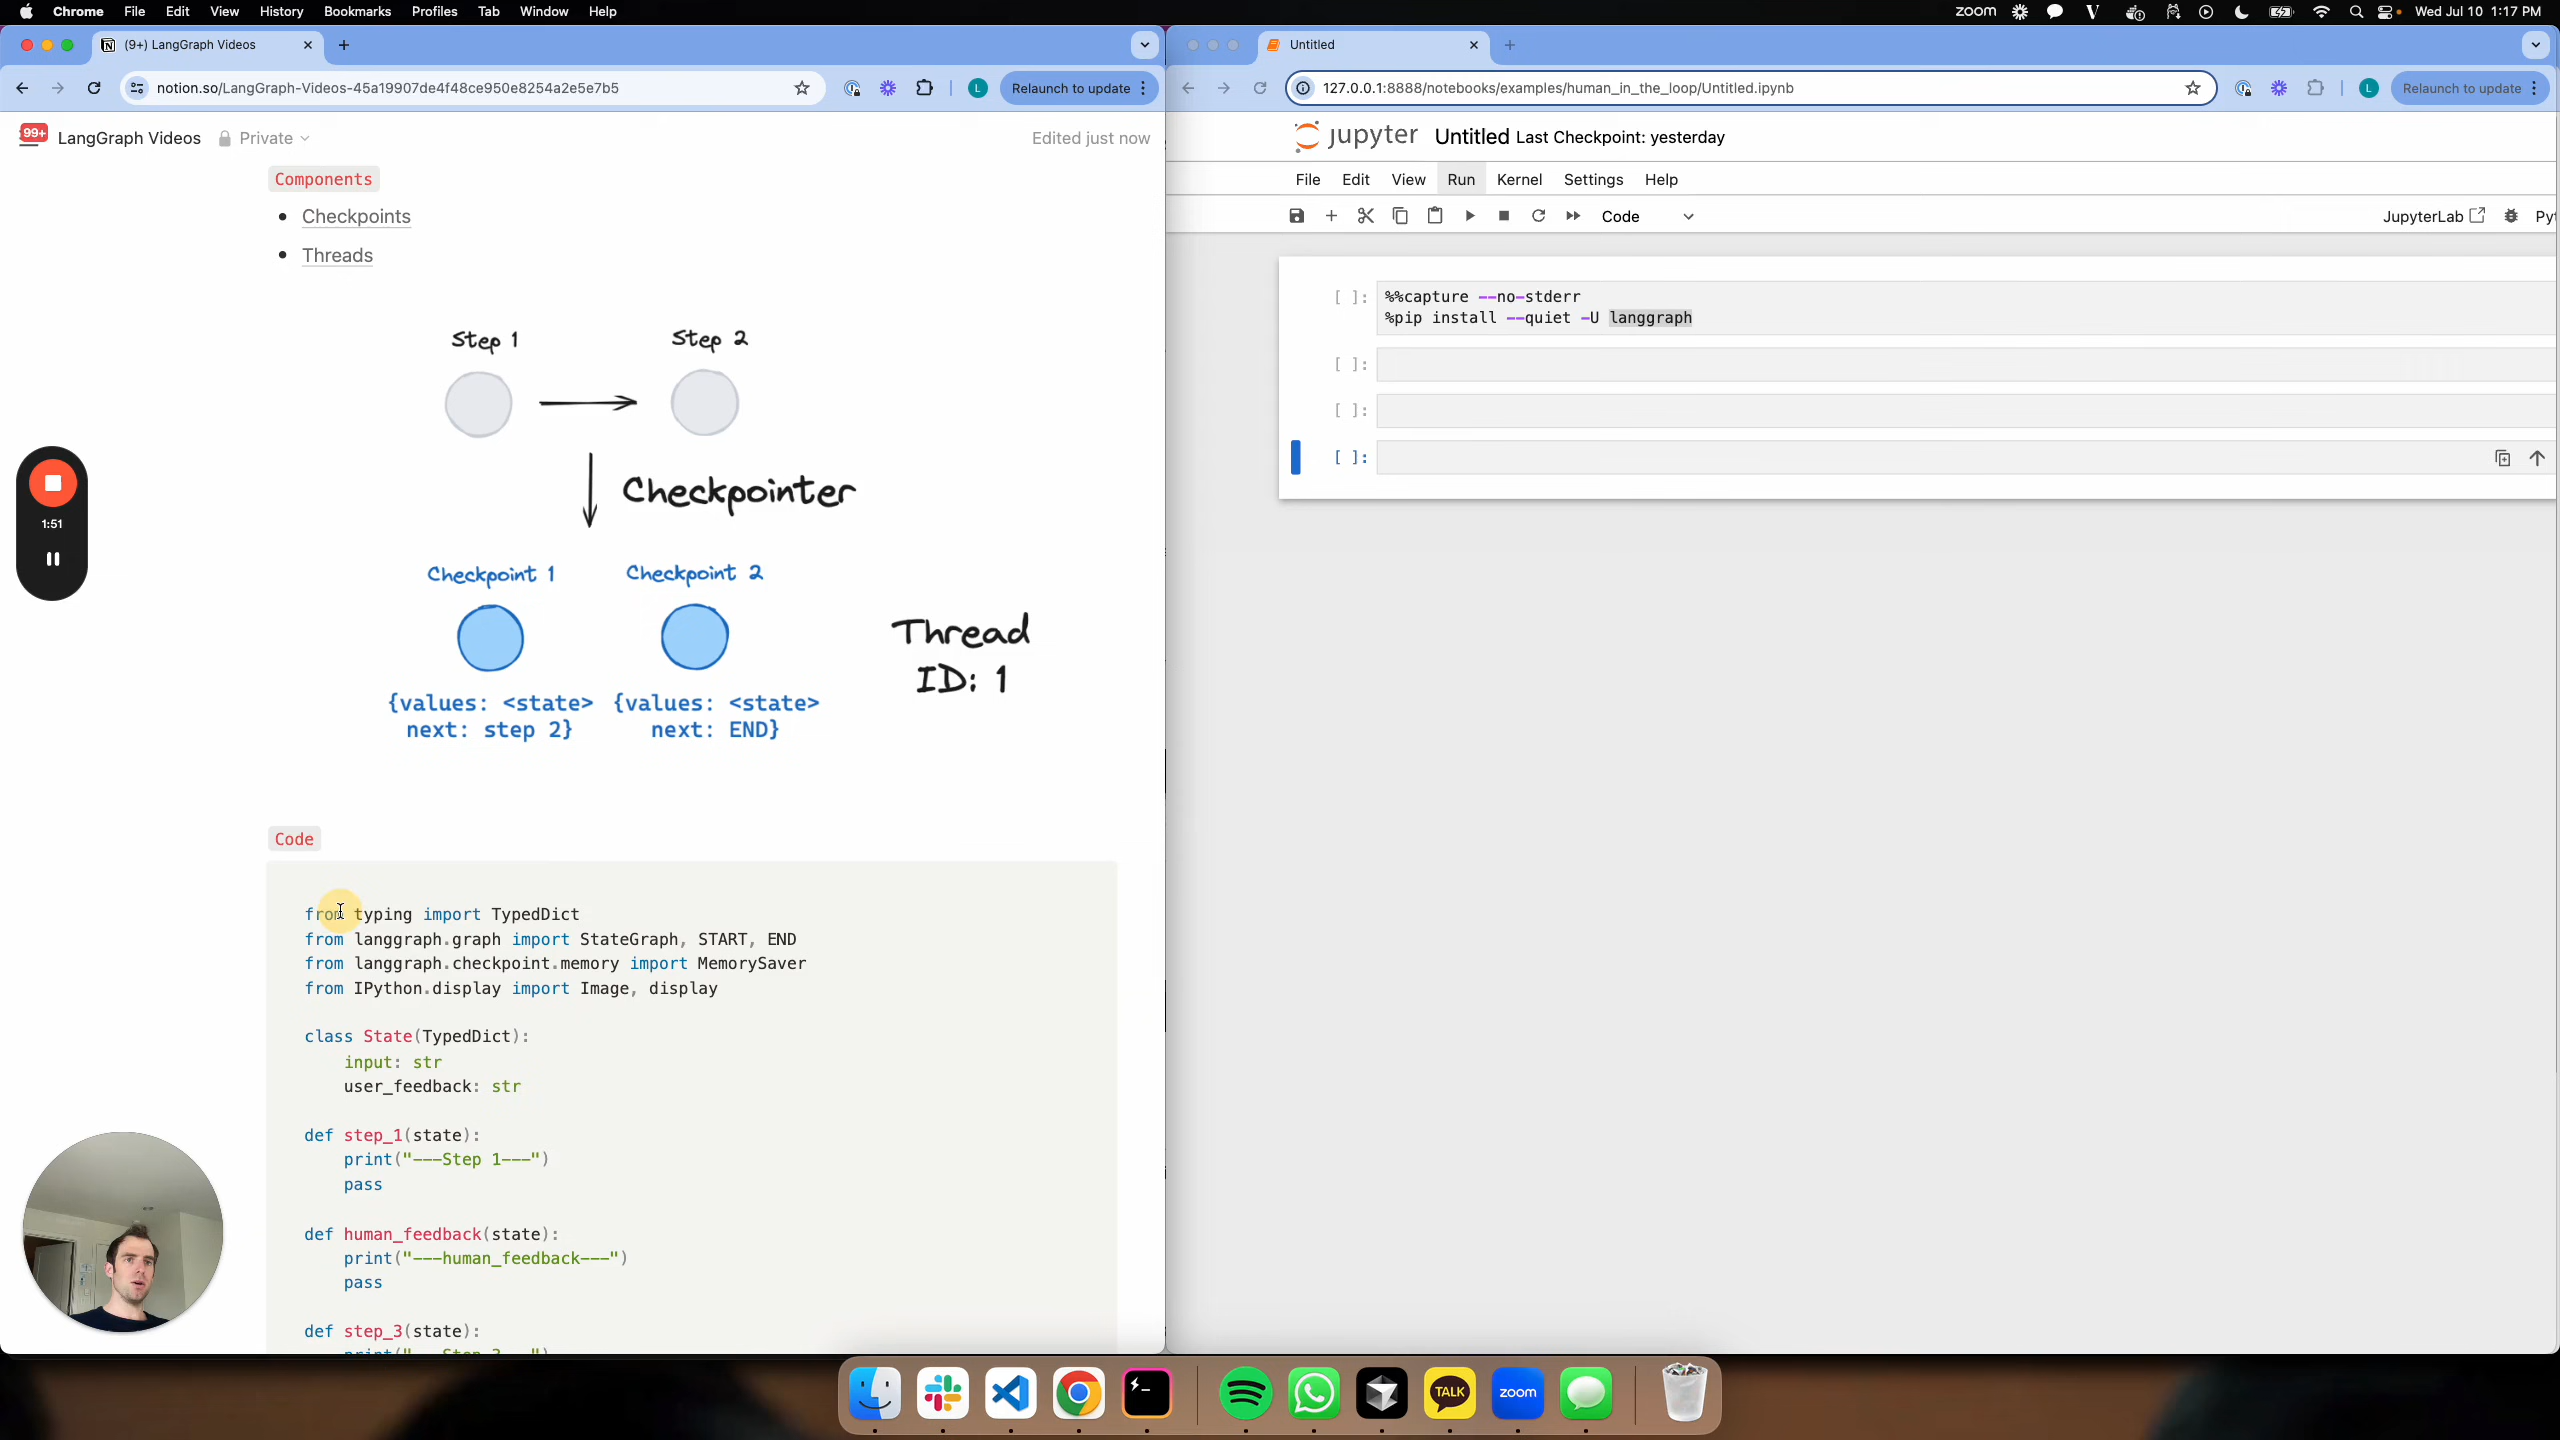 Chrome File Edit View History Bookmarks Profiles Tab Window Help
zoom
Wed Jul 10 1:17 PM
(9+) LangGraph Videos
notion.so/LangGraph-Videos-45a19907de4f48ce950e8254a2e5e7b5
L
Relaunch to update
99+
LangGraph Videos
Private
Edited just now
Components
Checkpoints
Threads
Step 1
Step 2
Checkpointer
Checkpoint 1
Checkpoint 2
{values: <state>
next: step 2}
{values: <state>
next: END}
Thread
ID: 1
Code
from typing import TypedDict
from langgraph.graph import StateGraph, START, END
from langgraph.checkpoint.memory import MemorySaver
from IPython.display import Image, display
class State(TypedDict):
input: str
user_feedback: str
def step_1(state):
print("---Step 1---")
pass
def human_feedback(state):
print("---human_feedback---")
pass
def step_3(state):
print("---Step 3---")
1:51
Untitled
127.0.0.1:8888/notebooks/examples/human_in_the_loop/Untitled.ipynb
L
Relaunch to update
jupyter Untitled Last Checkpoint: yesterday
File Edit View Run Kernel Settings Help
Code
JupyterLab
Pyt
[ ]:
%%capture --no-stderr
%pip install --quiet -U langgraph
[ ]:
[ ]:
[ ]:
TALK
zoom